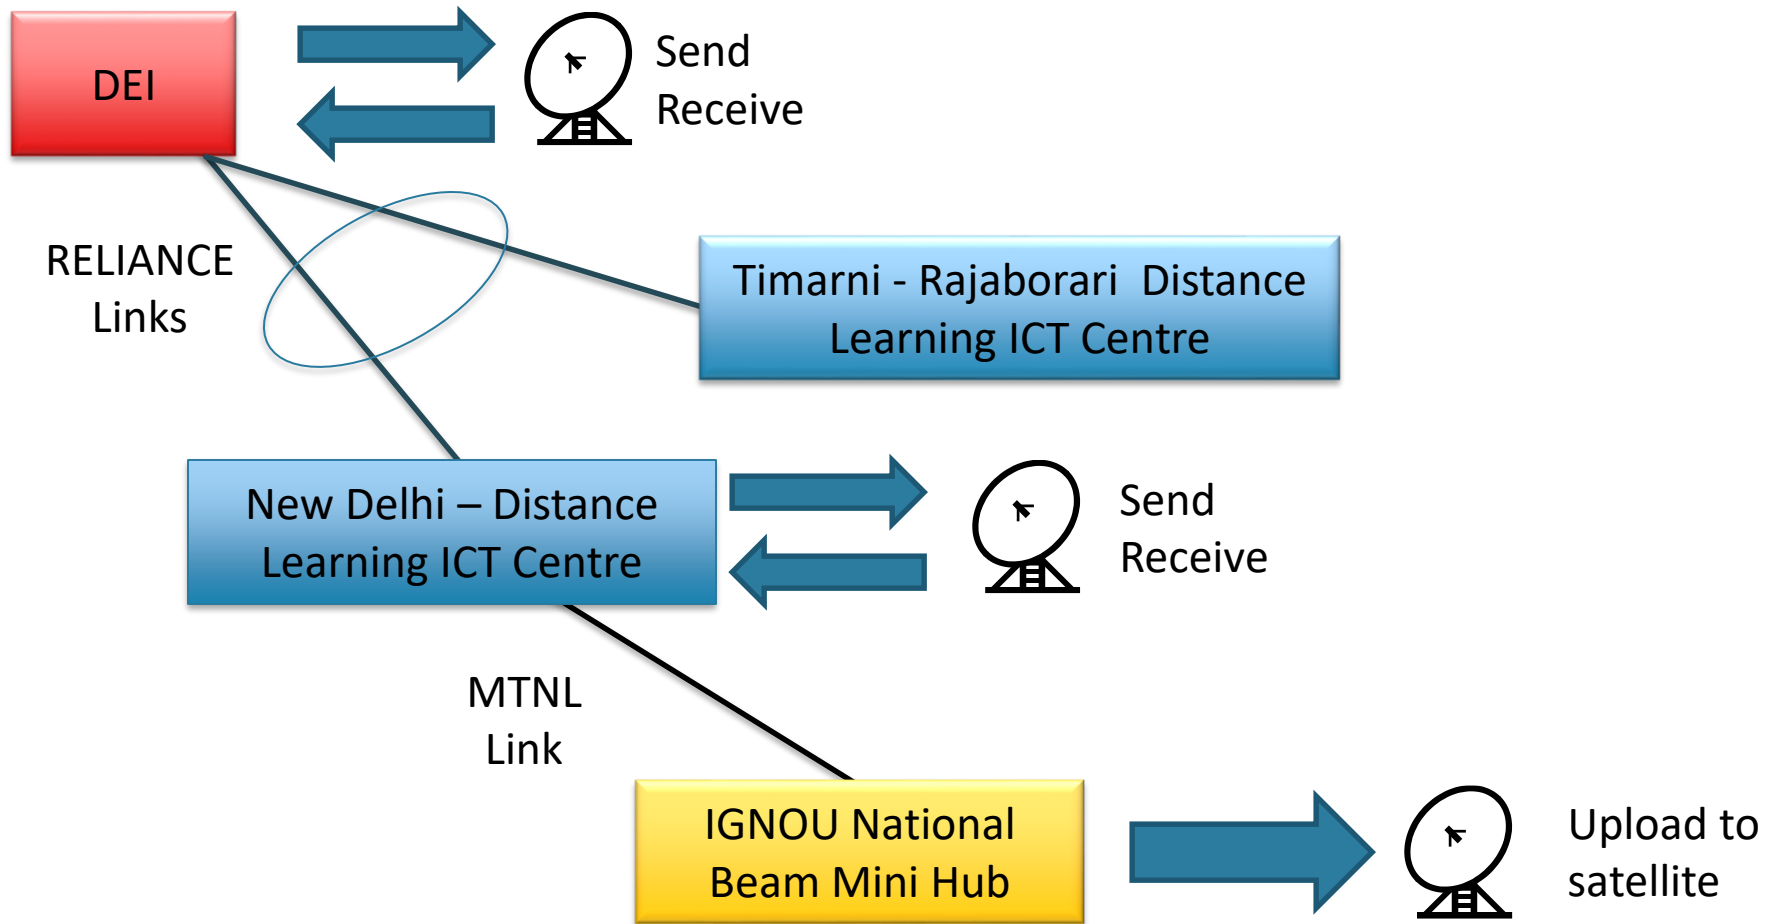 DEI
Send
Receive
RELIANCE
Links
Timarni - Rajaborari  Distance
Learning ICT Centre
New Delhi – Distance
Learning ICT Centre
Send
Receive
MTNL
Link
IGNOU National
Beam Mini Hub
Upload to
satellite